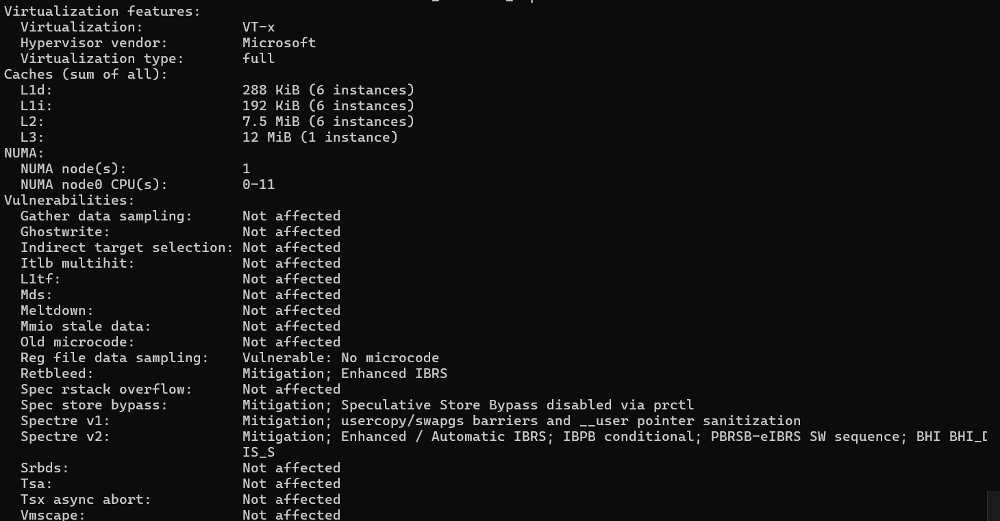 Virtualization features:
Virtualization: VT-x
Hypervisor vendor: Microsoft
Virtualization type: full
Caches (sum of all):
L1d: 288 KiB (6 instances)
L1i: 192 KiB (6 instances)
L2: 7.5 MiB (6 instances)
L3: 12 MiB (1 instance)
NUMA:
NUMA node(s): 1
NUMA node0 CPU(s): 0-11
Vulnerabilities:
Gather data sampling: Not affected
Ghostwrite: Not affected
Indirect target selection: Not affected
Itlb multihit: Not affected
L1tf: Not affected
Mds: Not affected
Meltdown: Not affected
Mmio stale data: Not affected
Old microcode: Not affected
Reg file data sampling: Vulnerable: No microcode
Retbleed: Mitigation; Enhanced IBRS
Spec rstack overflow: Not affected
Spec store bypass: Mitigation; Speculative Store Bypass disabled via prctl
Spectre v1: Mitigation; usercopy/swapgs barriers and __user pointer sanitization
Spectre v2: Mitigation; Enhanced / Automatic IBRS; IBPB conditional; PBRSB-eIBRS SW sequence; BHI BHI_D
IS_S
Srbds: Not affected
Tsa: Not affected
Tsx async abort: Not affected
Vmscape: Not affected